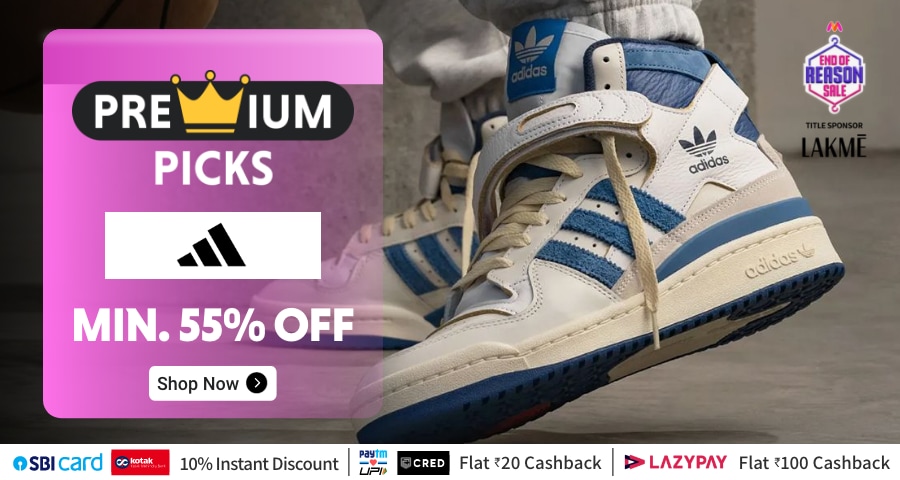 PREMIUM
PICKS
MIN. 55% OFF
Shop Now
adidas
adidas
adidas
END OF
REASON
SALE
TITLE SPONSOR
LAKMĒ
SBI card
kotak
10% Instant Discount
paytm
UPI
CRED
Flat ₹20 Cashback
LAZYPAY
Flat ₹100 Cashback